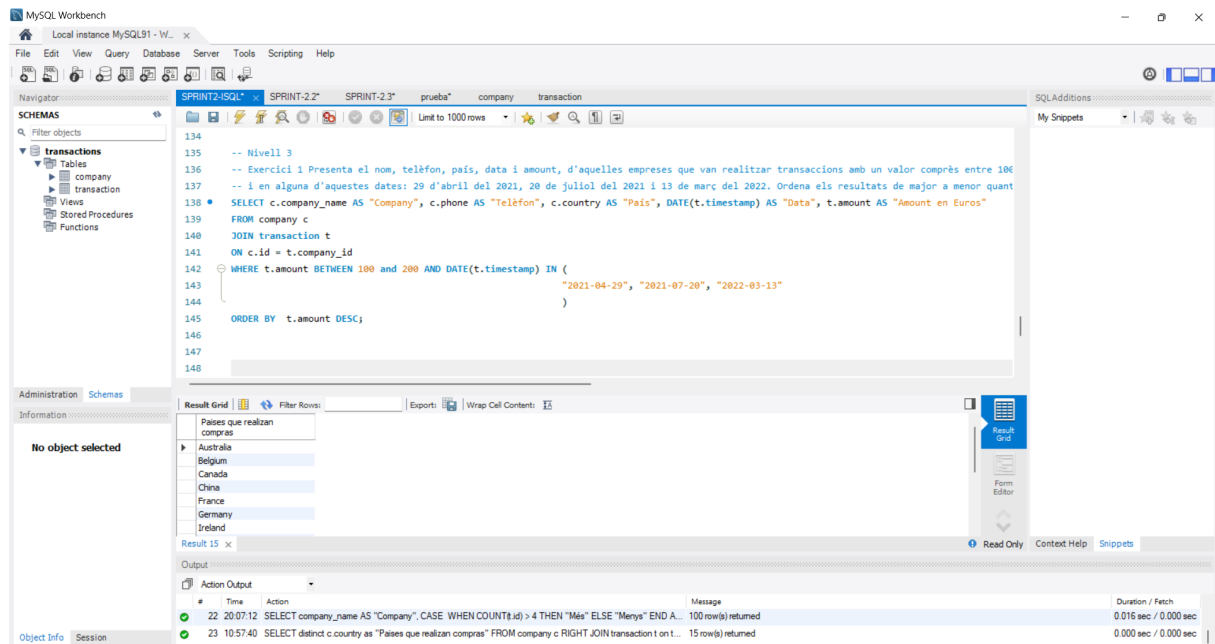 MySQL Workbench
Local instance MySQL91 - W...
File Edit View Query Database Server Tools Scripting Help
Navigator
SCHEMAS
Filter objects
transactions
Tables
company
transaction
Views
Stored Procedures
Functions
Administration Schemas
Information
No object selected
Object Info Session
SPRINT2-ISQL* SPRINT-2.2* SPRINT-2.3* prueba* company transaction
Limit to 1000 rows
134
135 -- Nivell 3
136 -- Exercici 1 Presenta el nom, telèfon, país, data i amount, d'aquelles empreses que van realitzar transaccions amb un valor comprès entre 100
137 -- i en alguna d'aquestes dates: 29 d'abril del 2021, 20 de juliol del 2021 i 13 de març del 2022. Ordena els resultats de major a menor quant
138 SELECT c.company_name AS "Company", c.phone AS "Telèfon", c.country AS "País", DATE(t.timestamp) AS "Data", t.amount AS "Amount en Euros"
139 FROM company c
140 JOIN transaction t
141 ON c.id = t.company_id
142 WHERE t.amount BETWEEN 100 and 200 AND DATE(t.timestamp) IN (
143 "2021-04-29", "2021-07-20", "2022-03-13"
144 )
145 ORDER BY t.amount DESC;
146
147
148
Result Grid Filter Rows: Export: Wrap Cell Content:
Paises que realizan
compras
Australia
Belgium
Canada
China
France
Germany
Ireland
Result
Grid
Form
Editor
Result 15 Read Only
Output
Action Output
# Time Action Message Duration / Fetch
22 20:07:12 SELECT company_name AS "Company", CASE WHEN COUNT(t.id) > 4 THEN "Més" ELSE "Menys" END A... 100 row(s) returned 0.016 sec / 0.000 sec
23 10:57:40 SELECT distinct c.country as "Paises que realizan compras" FROM company c RIGHT JOIN transaction t on t... 15 row(s) returned 0.000 sec / 0.000 sec
SQLAdditions
My Snippets
Context Help Snippets